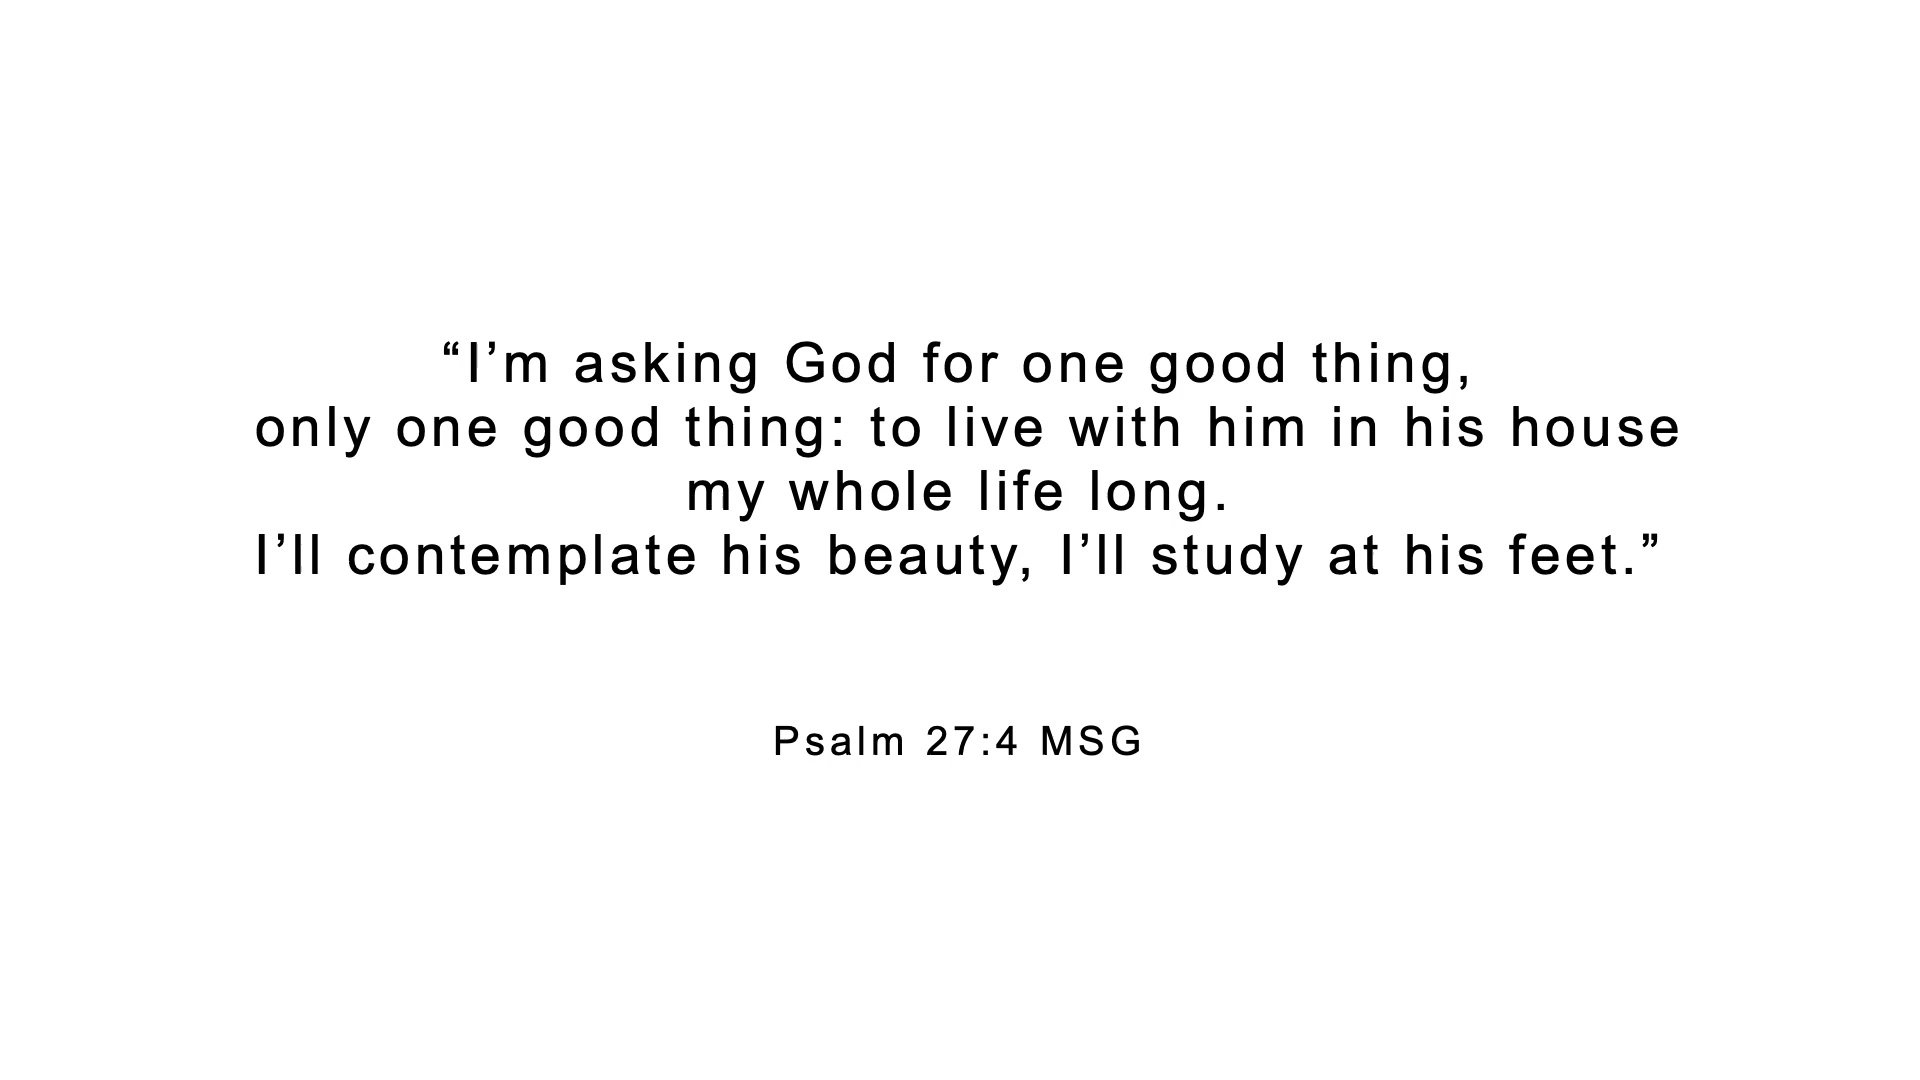 “I’m asking God for one good thing,
only one good thing: to live with him in his house
my whole life long.
I’ll contemplate his beauty, I’ll study at his feet.”
Psalm 27:4 MSG